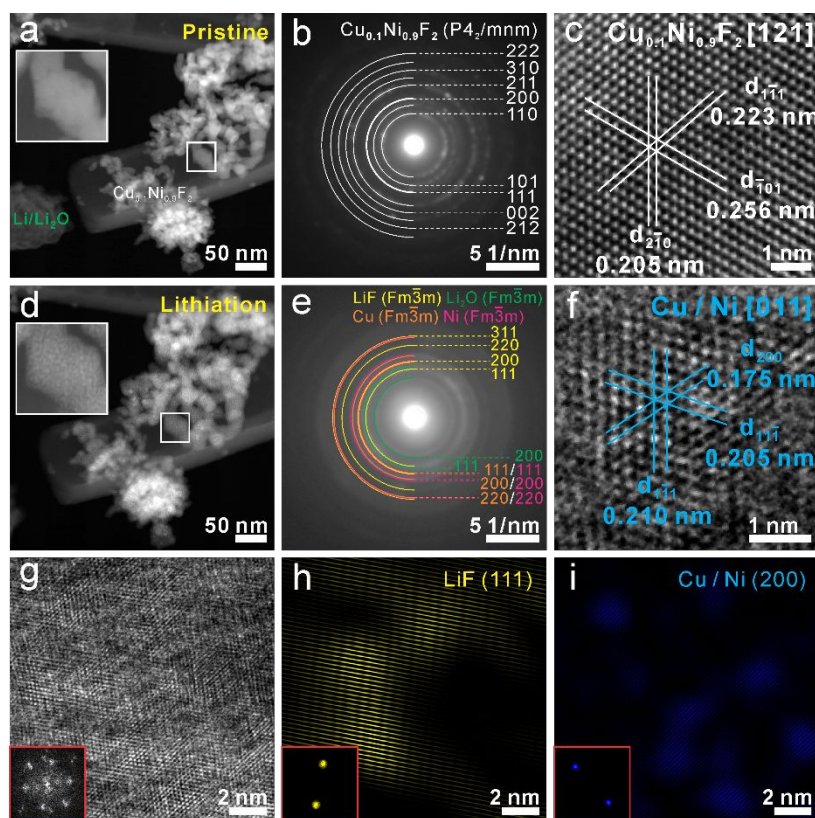 a
Pristine
Cu₀.₁Ni₀.₉F₂
Li/Li₂O
50 nm
b
Cu₀.₁Ni₀.₉F₂ (P4₂/mnm)
222
310
211
200
110
101
111
002
212
5 1/nm
c
Cu₀.₁Ni₀.₉F₂ [121]
d₁₁̄₁
0.223 nm
d₁̄₀₁
0.256 nm
d₂₁̄₀
0.205 nm
1 nm
d
Lithiation
50 nm
e
LiF (Fm3̄m) Li₂O (Fm3̄m)
Cu (Fm3̄m) Ni (Fm3̄m)
311
220
200
111
200
111
111/111
200/200
220/220
5 1/nm
f
Cu / Ni [011]
d₂₀₀
0.175 nm
d₁₁₁̄
0.205 nm
d₁₁̄₁
0.210 nm
1 nm
g
2 nm
h
LiF (111)
2 nm
i
Cu / Ni (200)
2 nm